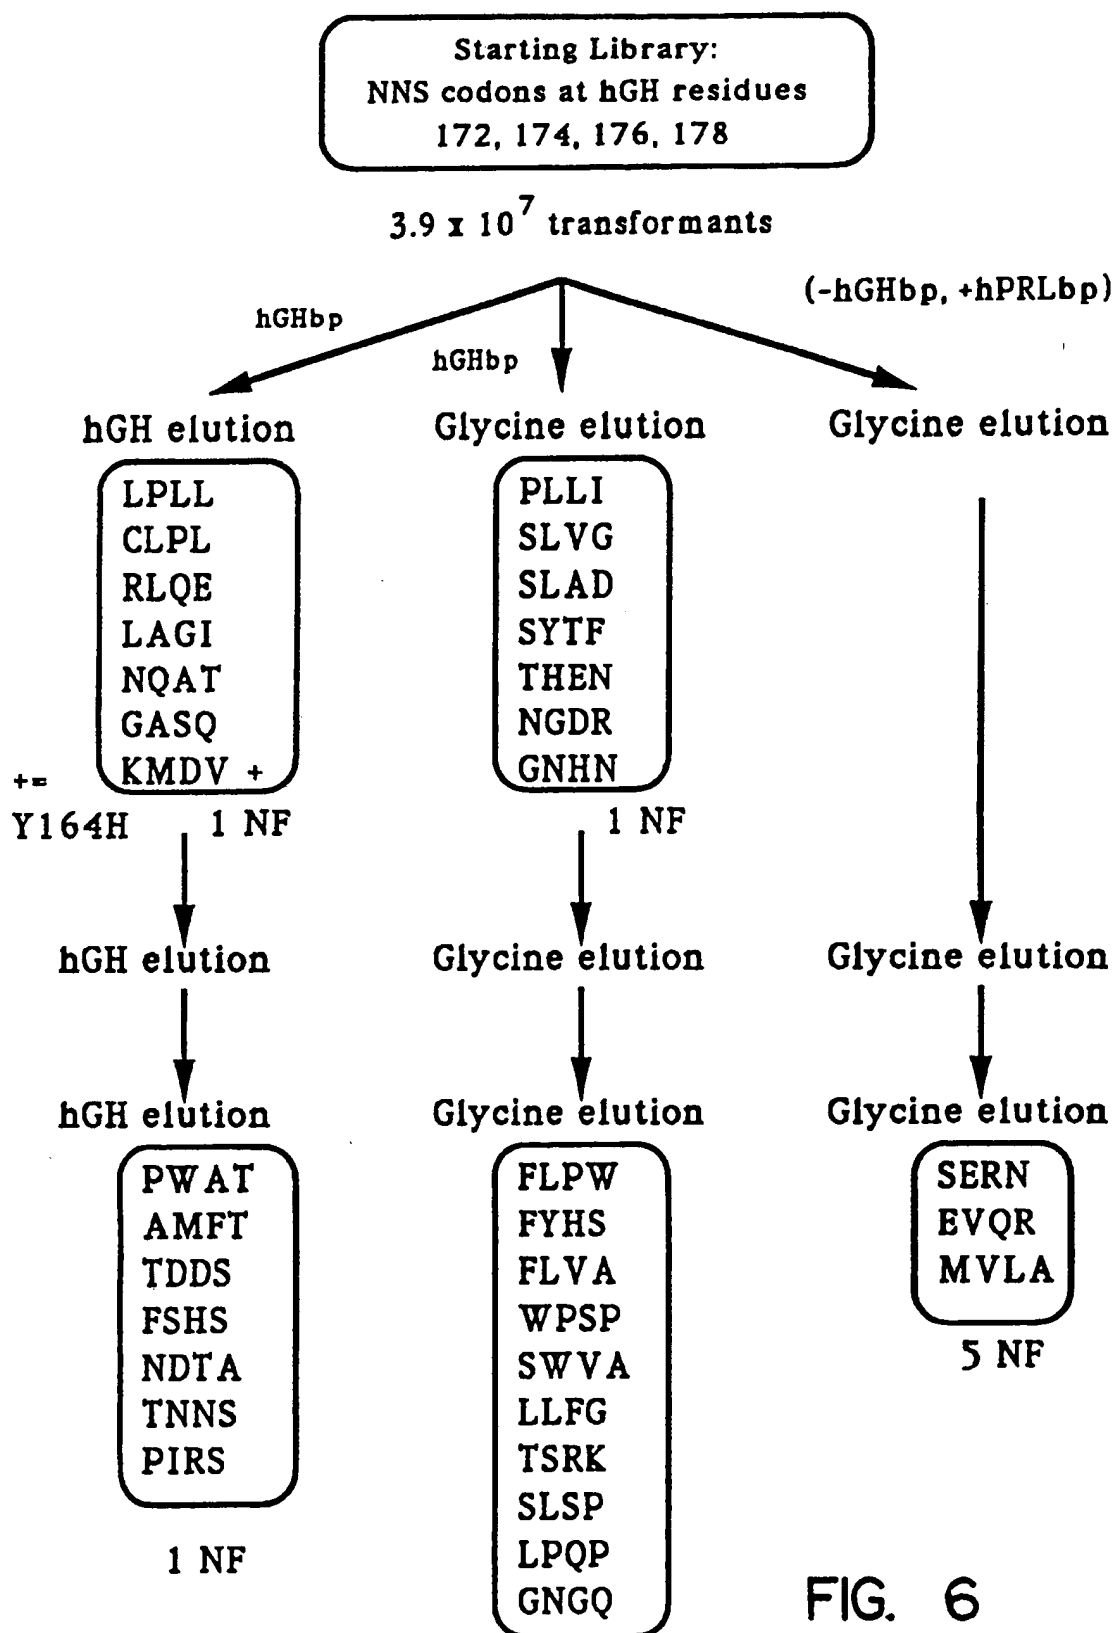 Starting Library:
NNS codons at hGH residues
172, 174, 176, 178
3.9 x 10^7 transformants
(-hGHbp, +hPRLbp)
hGHbp
hGHbp
hGH elution
Glycine elution
Glycine elution
LPLL
CLPL
RLQE
LAGI
NQAT
GASQ
KMDV +
+=
Y164H
1 NF
PLLI
SLVG
SLAD
SYTF
THEN
NGDR
GNHN
1 NF
hGH elution
Glycine elution
Glycine elution
hGH elution
Glycine elution
Glycine elution
PWAT
AMFT
TDDS
FSHS
NDTA
TNNS
PIRS
1 NF
FLPW
FYHS
FLVA
WPSP
SWVA
LLFG
TSRK
SLSP
LPQP
GNGQ
SERN
EVQR
MVLA
5 NF
FIG. 6